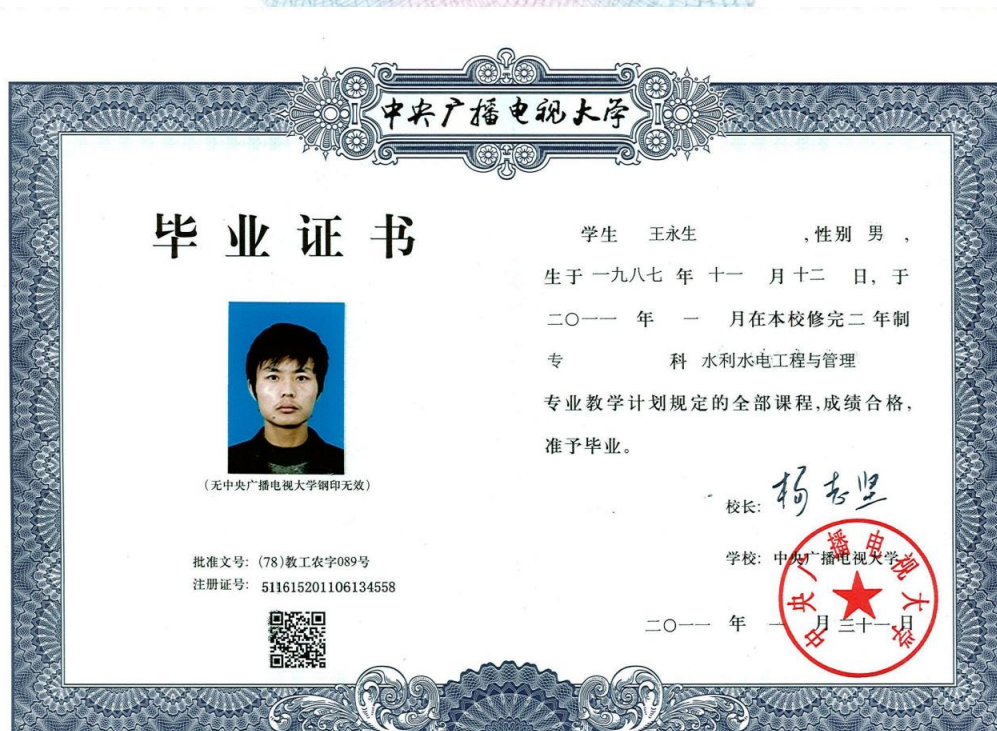 中央广播电视大学
毕业证书
学生 王永生 ,性别 男 ,
生于 一九八七 年 十一 月 十二 日, 于
二〇一一 年 一 月在本校修完二 年制
专 科 水利水电工程与管理
专业教学计划规定的全部课程,成绩合格,
准予毕业。
(无中央广播电视大学钢印无效)
校长: 杨志坚
批准文号: (78)教工农字089号
注册证号: 511615201106134558
学校: 中央广播电视大学
中央广播电视大学
二〇一一 年 一 月 三十一 日